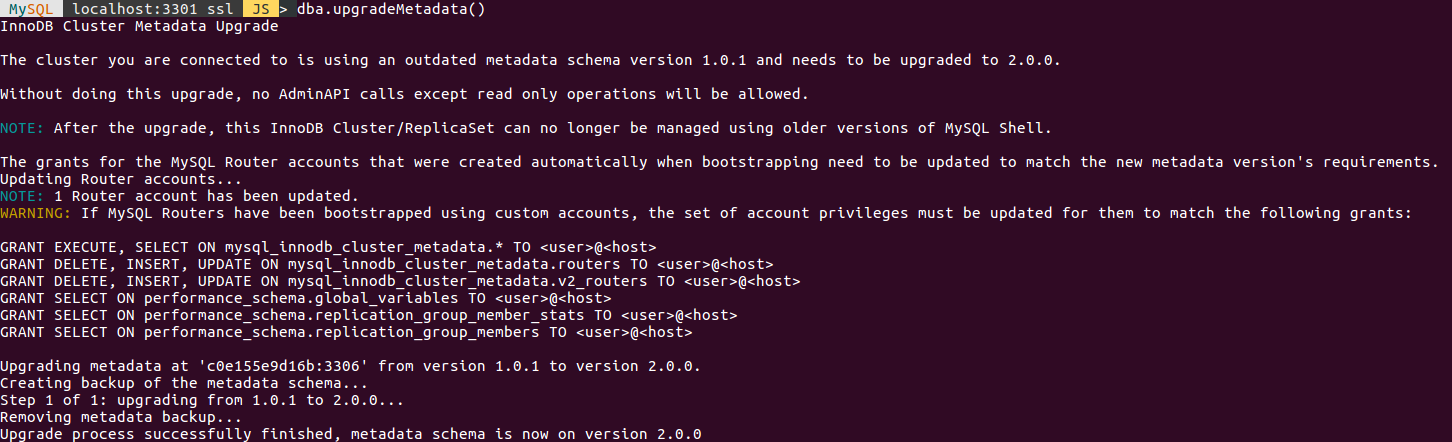 MySQL localhost:3301 ssl JS > dba.upgradeMetadata()
InnoDB Cluster Metadata Upgrade
The cluster you are connected to is using an outdated metadata schema version 1.0.1 and needs to be upgraded to 2.0.0.
Without doing this upgrade, no AdminAPI calls except read only operations will be allowed.
NOTE: After the upgrade, this InnoDB Cluster/ReplicaSet can no longer be managed using older versions of MySQL Shell.
The grants for the MySQL Router accounts that were created automatically when bootstrapping need to be updated to match the new metadata version's requirements.
Updating Router accounts...
NOTE: 1 Router account has been updated.
WARNING: If MySQL Routers have been bootstrapped using custom accounts, the set of account privileges must be updated for them to match the following grants:
GRANT EXECUTE, SELECT ON mysql_innodb_cluster_metadata.* TO <user>@<host>
GRANT DELETE, INSERT, UPDATE ON mysql_innodb_cluster_metadata.routers TO <user>@<host>
GRANT DELETE, INSERT, UPDATE ON mysql_innodb_cluster_metadata.v2_routers TO <user>@<host>
GRANT SELECT ON performance_schema.global_variables TO <user>@<host>
GRANT SELECT ON performance_schema.replication_group_member_stats TO <user>@<host>
GRANT SELECT ON performance_schema.replication_group_members TO <user>@<host>
Upgrading metadata at 'c0e155e9d16b:3306' from version 1.0.1 to version 2.0.0.
Creating backup of the metadata schema...
Step 1 of 1: upgrading from 1.0.1 to 2.0.0...
Removing metadata backup...
Upgrade process successfully finished, metadata schema is now on version 2.0.0